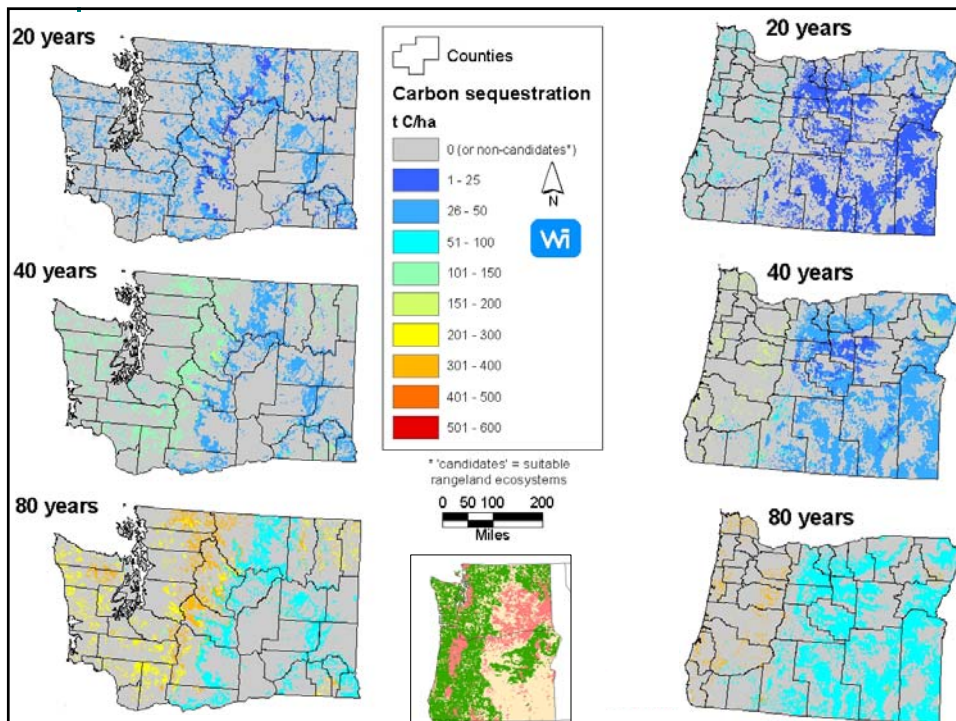 20 years
40 years
80 years
Counties
Carbon sequestration
t C/ha
0 (or non-candidates*)
1 - 25
26 - 50
51 - 100
101 - 150
151 - 200
201 - 300
301 - 400
401 - 500
501 - 600
N
Wi
* 'candidates' = suitable
rangeland ecosystems
0 50 100 200
Miles
20 years
40 years
80 years